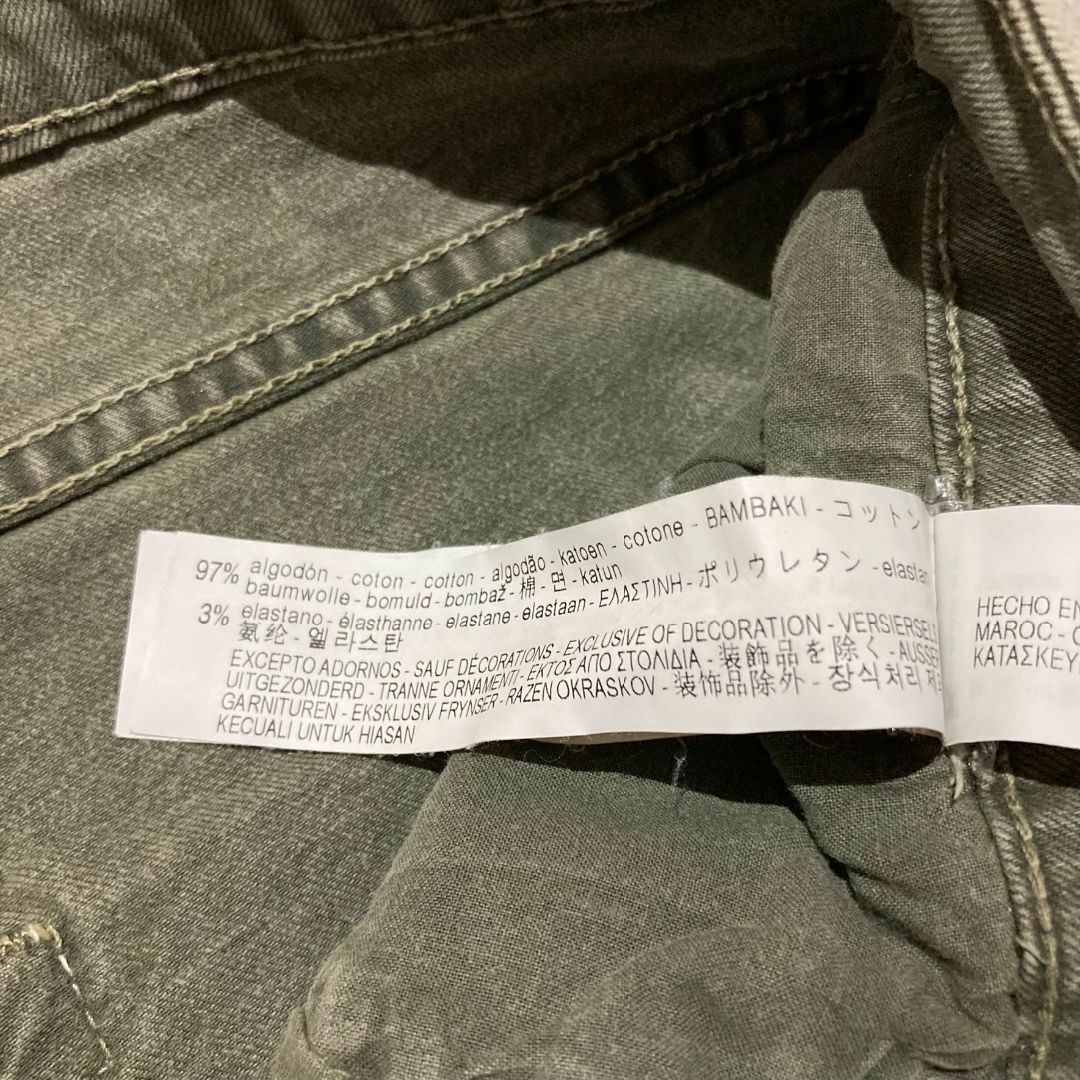 97% algodón - coton - cotton - algodão - katoen - cotone - ΒΑΜΒΑΚΙ - コットン
baumwolle - bomuld - bombaž - 棉 - 면 - katun
3% elastano - élasthanne - elastane - elastaan - ΕΛΑΣΤΙΝΗ - ポリウレタン - elastan
氨纶 - 엘라스탄
EXCEPTO ADORNOS - SAUF DÉCORATIONS - EXCLUSIVE OF DECORATION - VERSIERSELS
UITGEZONDERD - TRANNE ORNAMENTI - ΕΚΤΟΣ ΑΠΟ ΣΤΟΛΙΔΙΑ - 装飾品を除く - AUSSER
GARNITUREN - EKSKLUSIV FRYNSER - RAZEN OKRASKOV - 装饰品除外 - 장식처리
KECUALI UNTUK HIASAN
HECHO EN
MAROC -
ΚΑΤΑΣΚΕΥ